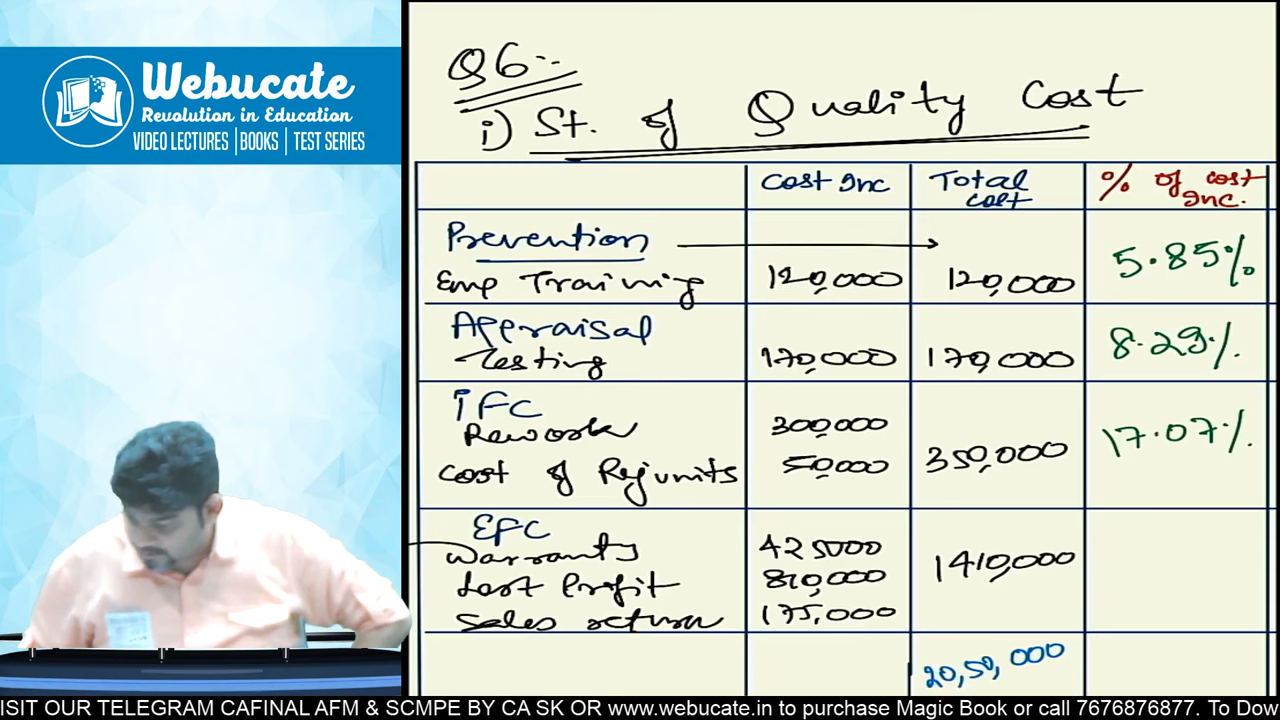 Webucate
Revolution in Education
VIDEO LECTURES | BOOKS | TEST SERIES
Q6:-
i) St. of Quality Cost
Cost Inc Total cost % of cost Inc.
Prevention 5.85%
Emp Training 120,000 120,000
Appraisal 8.29%
Testing 170,000 170,000
IFC
Rework 300,000 17.07%
Cost of Rej units 50,000 350,000
EFC
Warranty 425000
Lost Profit 810,000 1410,000
Sales return 175,000
20,50,000
ISIT OUR TELEGRAM CAFINAL AFM & SCMPE BY CA SK OR www.webucate.in to purchase Magic Book or call 7676876877. To Dow